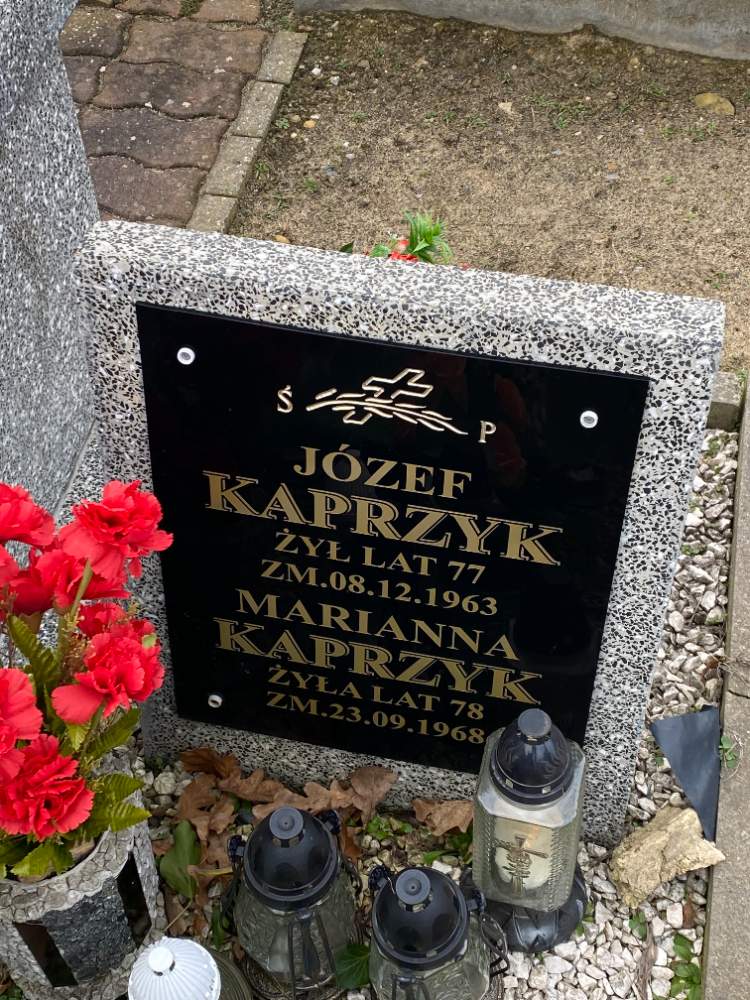 Ś P
JÓZEF
KAPRZYK
ŻYŁ LAT 77
ZM.08.12.1963
MARIANNA
KAPRZYK
ŻYŁA LAT 78
ZM.23.09.1968